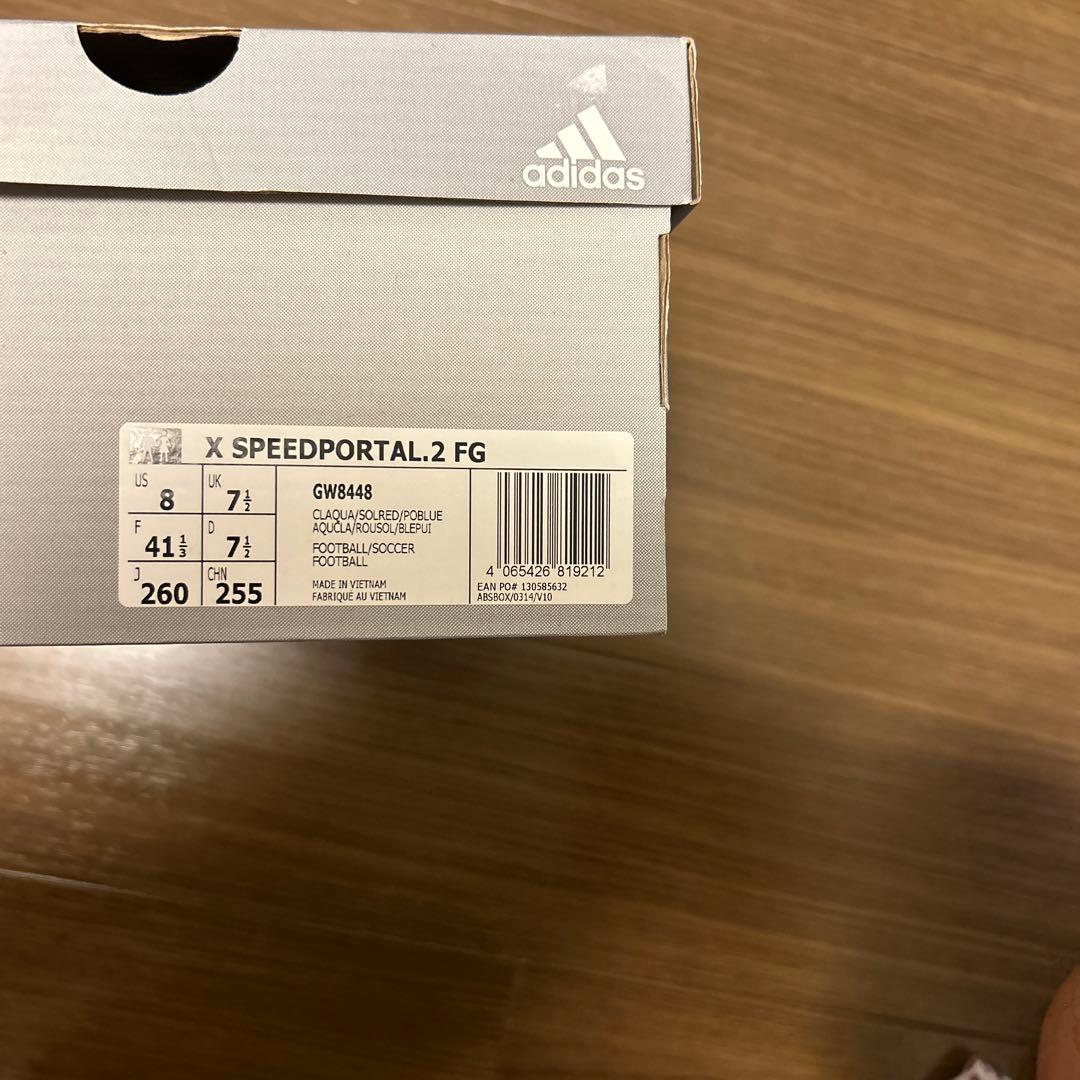 adidas
X SPEEDPORTAL.2 FG
US 8 UK 7½
F 41⅓ D 7½
J 260 CHN 255
GW8448
CLAQUA/SOLRED/POBLUE
AQUCLA/ROUSOL/BLEPUI
FOOTBALL/SOCCER
FOOTBALL
MADE IN VIETNAM
FABRIQUÉ AU VIETNAM
4 065426 819212
EAN PO# 130585632
ABSBOX/0314/V10